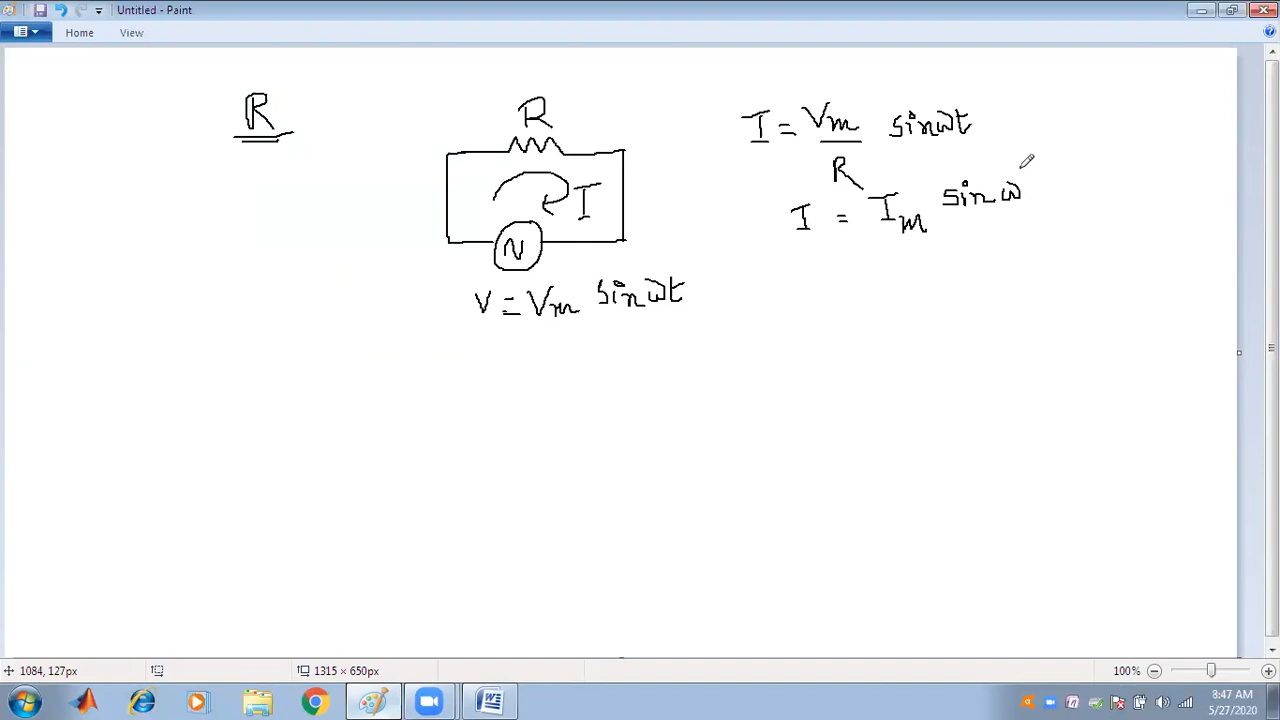 Untitled - Paint
Home View
R
R
I
N
V = Vm sinωt
I = Vm sinωt
R
I = Im sinω
1084, 127px
1315 × 650px
100%
8:47 AM
5/27/2020